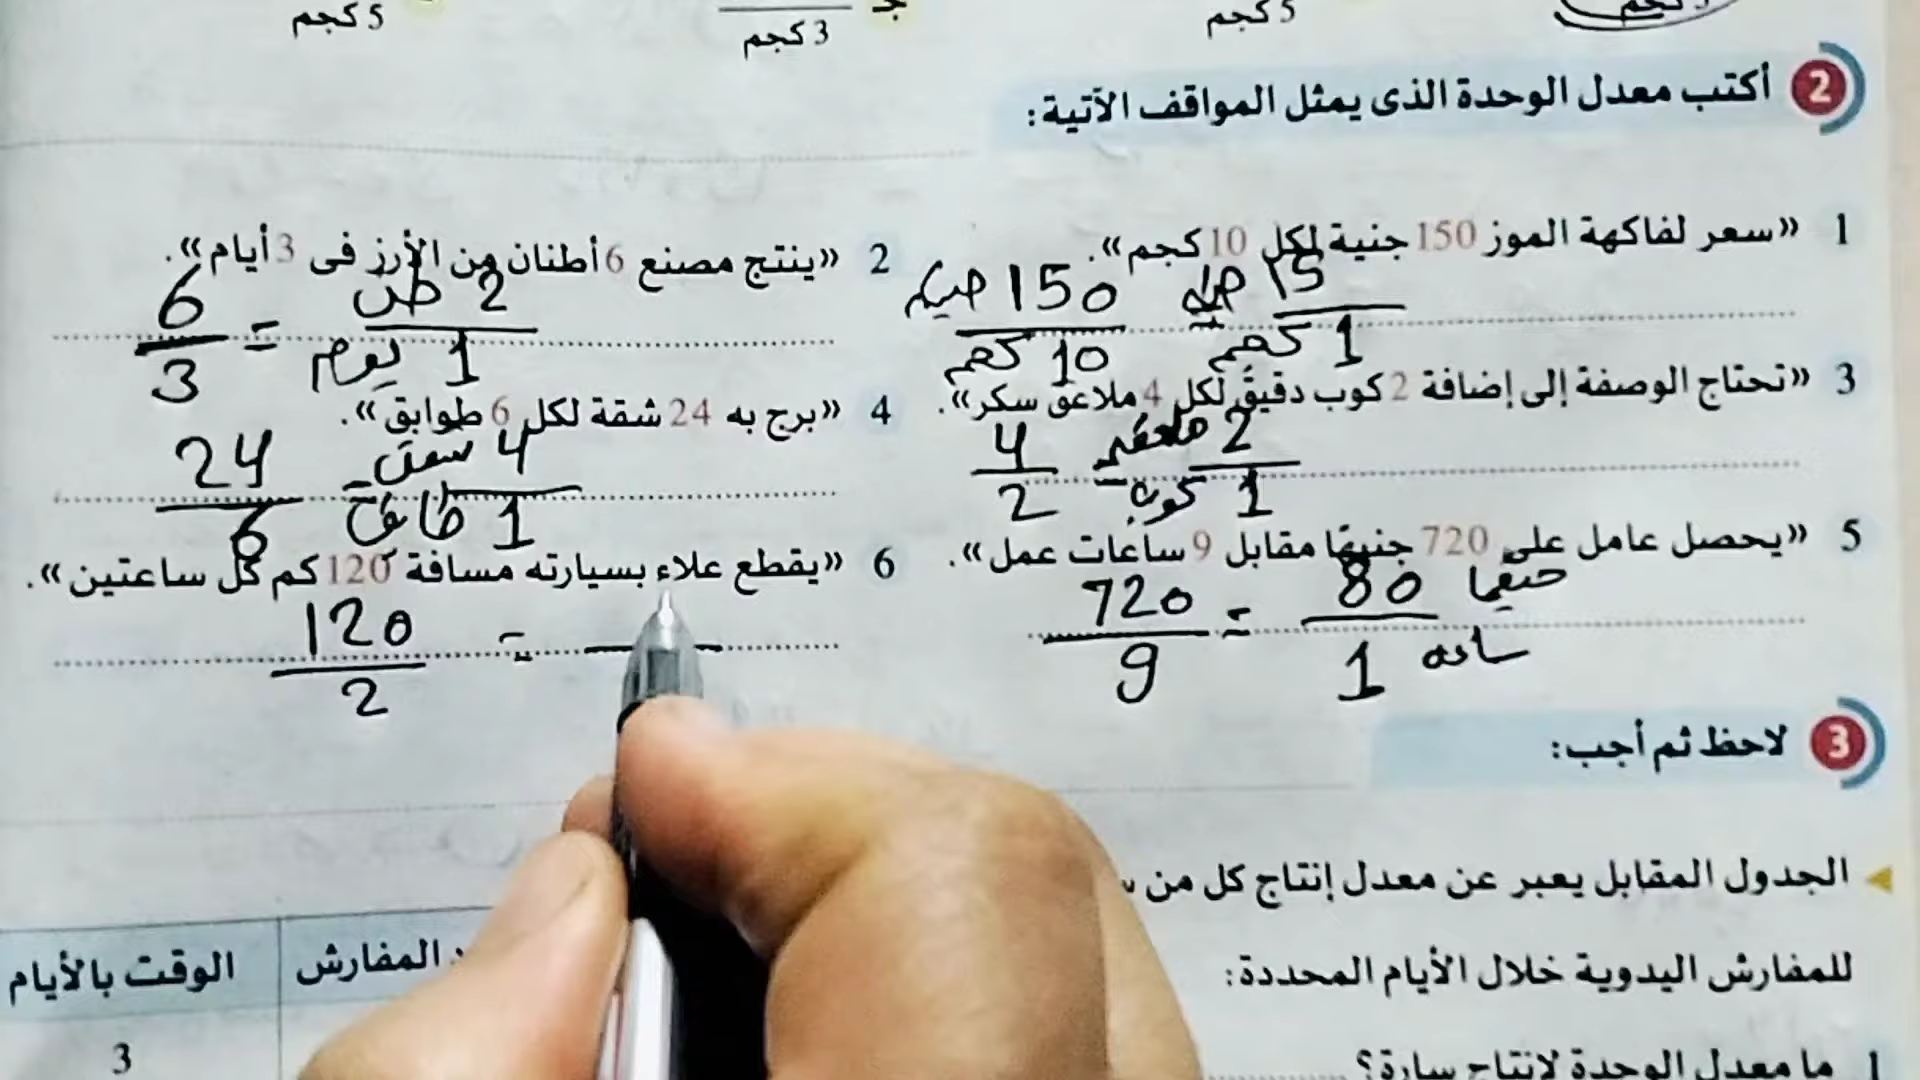 5 كجم
جـ
3 كجم
5 كجم
2 أكتب معدل الوحدة الذى يمثل المواقف الآتية:
1 «سعر لفاكهة الموز 150 جنية لكل 10 كجم».
150 = 15
10 كجم 1 كجم
2 «ينتج مصنع 6 أطنان من الأرز فى 3 أيام».
6 = 2 طن
3 1 يوم
3 «تحتاج الوصفة إلى إضافة 2 كوب دقيق لكل 4 ملاعق سكر».
4 = 2 ملعقة
2 1 كوب
4 «برج به 24 شقة لكل 6 طوابق».
24 = 4 شقق
6 1 طابق
5 «يحصل عامل على 720 جنيهًا مقابل 9 ساعات عمل».
720 = 80 جنيها
9 1 ساعة
6 «يقطع علاء بسيارته مسافة 120 كم كل ساعتين».
120 =
2
3 لاحظ ثم أجب:
الجدول المقابل يعبر عن معدل إنتاج كل من
للمفارش اليدوية خلال الأيام المحددة:
المفارش الوقت بالأيام
3
1 ما معدل الوحدة لإنتاج سارة؟